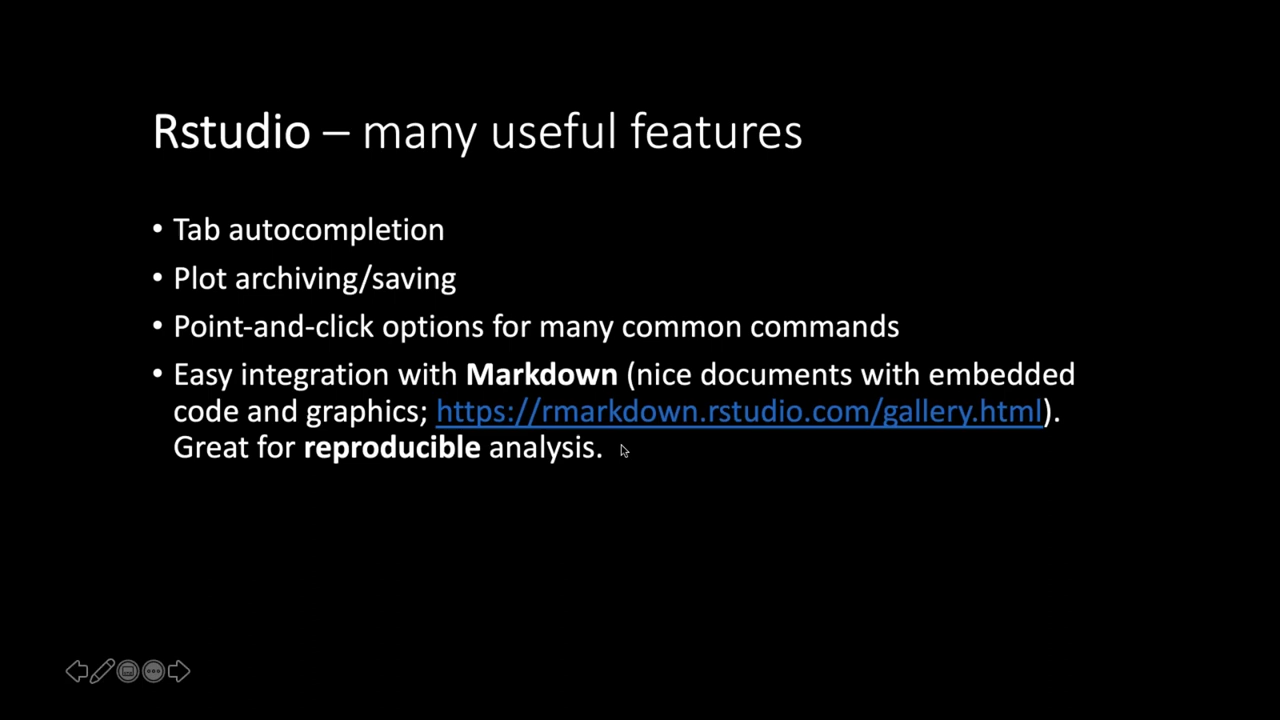 Rstudio – many useful features
• Tab autocompletion
• Plot archiving/saving
• Point-and-click options for many common commands
• Easy integration with Markdown (nice documents with embedded
code and graphics; https://rmarkdown.rstudio.com/gallery.html).
Great for reproducible analysis.